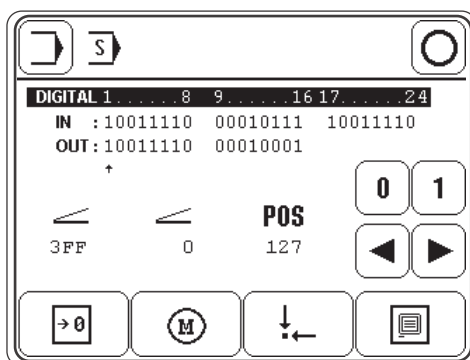 S
DIGITAL 1......8 9......16 17......24
IN :10011110 00010111 10011110
OUT:10011110 00010001
0 1
POS
3FF 0 127
→0 M